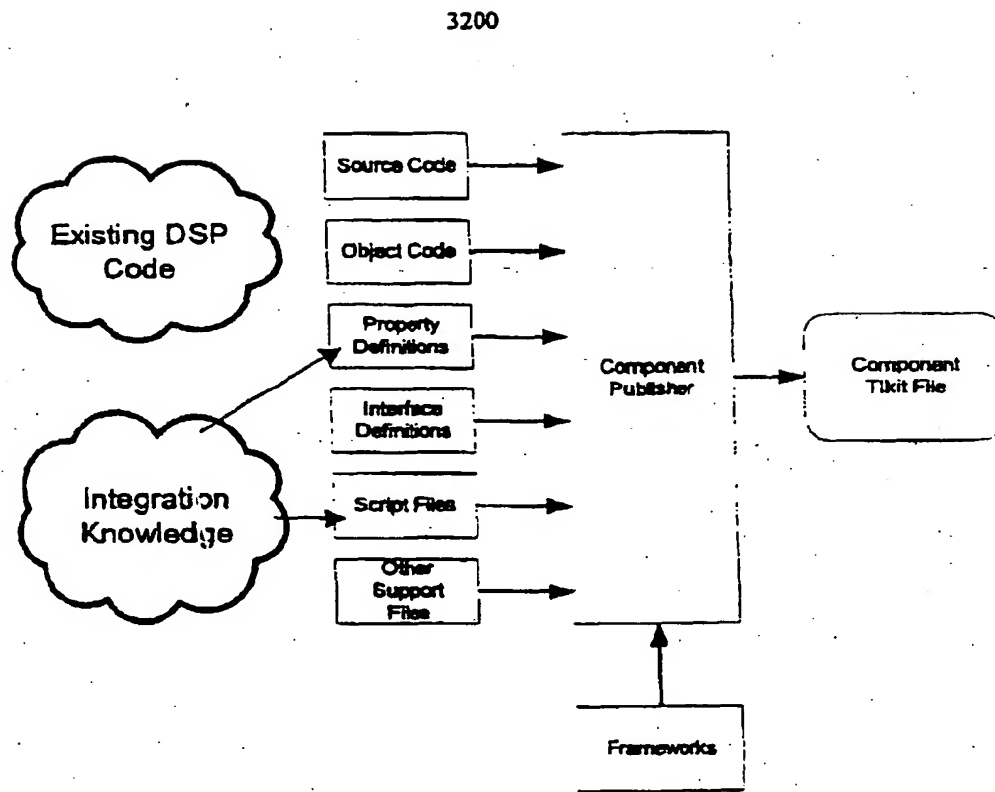 3200
Source Code
Existing DSP
Code
Object Code
Property
Definitions
Component
Publisher
Component
Tlkit File
Interface
Definitions
Integration
Knowledge
Script Files
Other
Support
Files
Frameworks